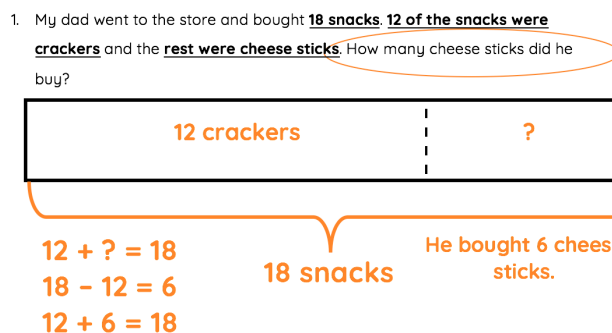 1. My dad went to the store and bought 18 snacks. 12 of the snacks were
crackers and the rest were cheese sticks. How many cheese sticks did he
buy?
12 crackers
?
12 + ? = 18
18 - 12 = 6
12 + 6 = 18
18 snacks
He bought 6 chees
sticks.